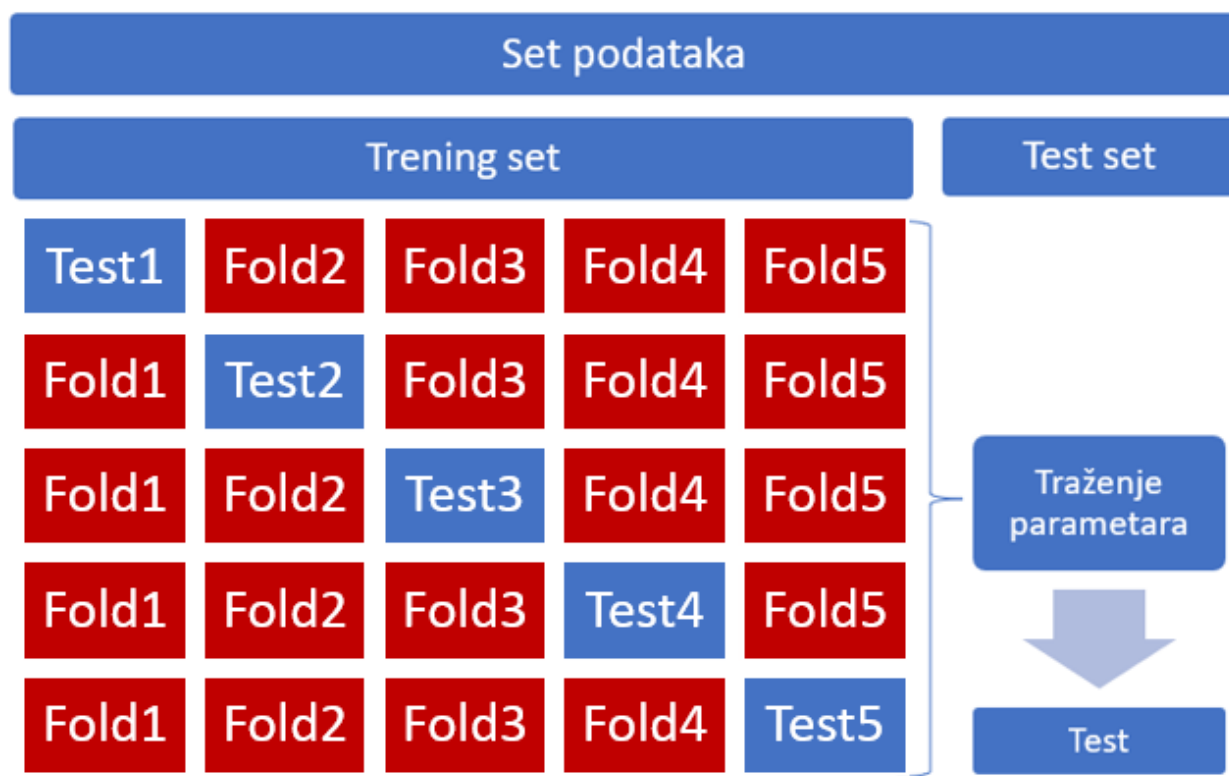 Set podataka
Trening set
Test set
Test1 Fold2 Fold3 Fold4 Fold5
Fold1 Test2 Fold3 Fold4 Fold5
Fold1 Fold2 Test3 Fold4 Fold5
Fold1 Fold2 Fold3 Test4 Fold5
Fold1 Fold2 Fold3 Fold4 Test5
Traženje
parametara
Test